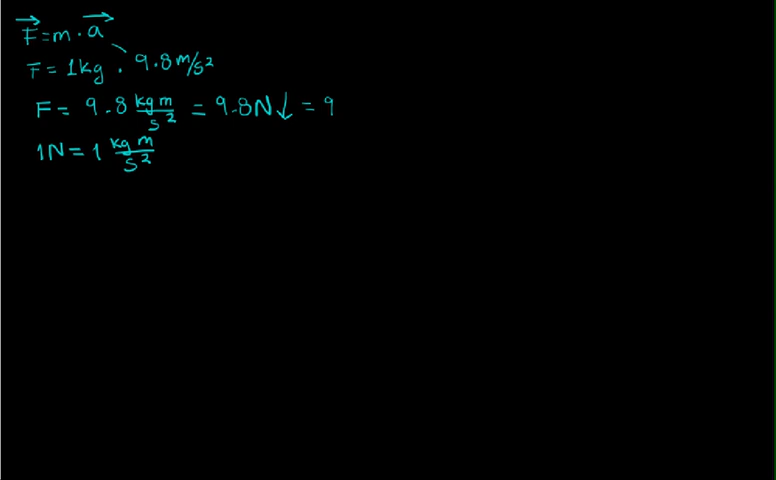 F⃗ = m · a⃗
F = 1kg · 9.8 m/s²
F = 9.8 kg m/s² = 9.8N↓ = 9
1N = 1 kg m/s²